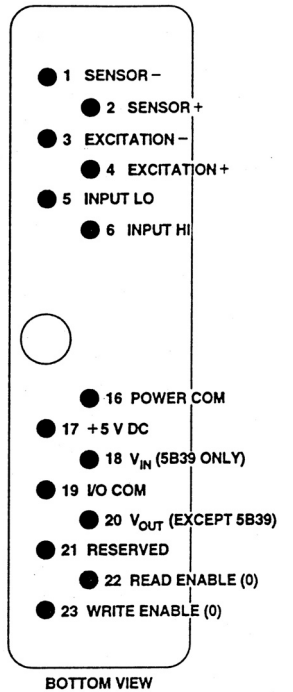 1 SENSOR −
2 SENSOR +
3 EXCITATION −
4 EXCITATION +
5 INPUT LO
6 INPUT HI
16 POWER COM
17 +5 V DC
18 VIN (5B39 ONLY)
19 I/O COM
20 VOUT (EXCEPT 5B39)
21 RESERVED
22 READ ENABLE (0)
23 WRITE ENABLE (0)
BOTTOM VIEW